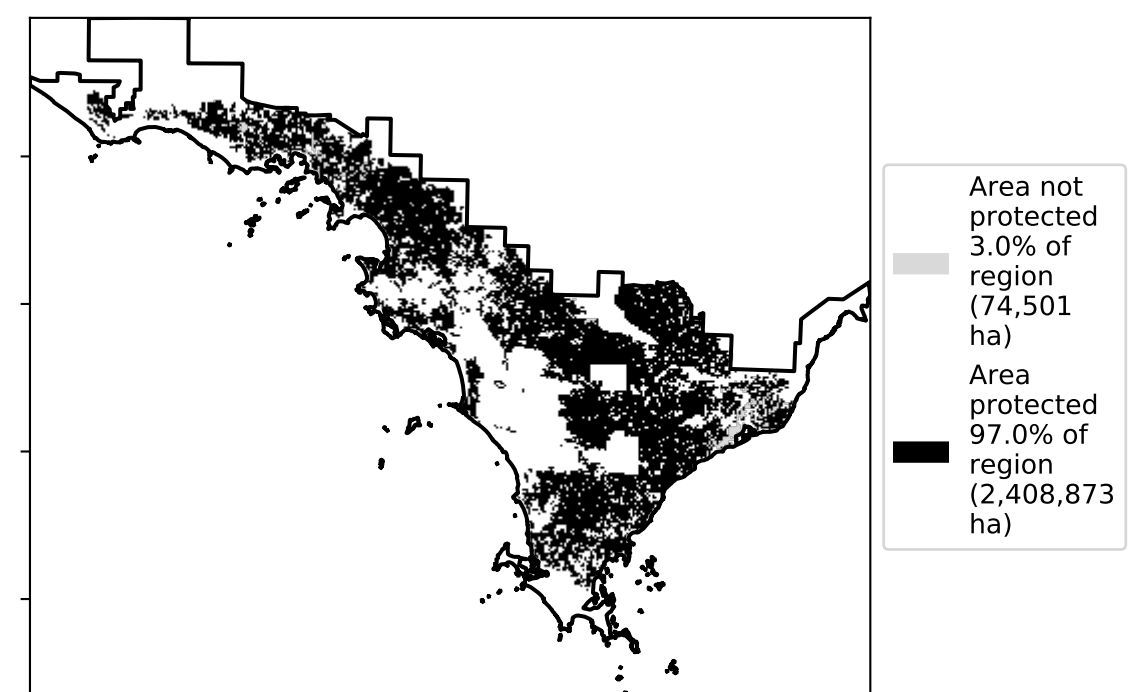 Area not
protected
3.0% of
region
(74,501
ha)
Area
protected
97.0% of
region
(2,408,873
ha)